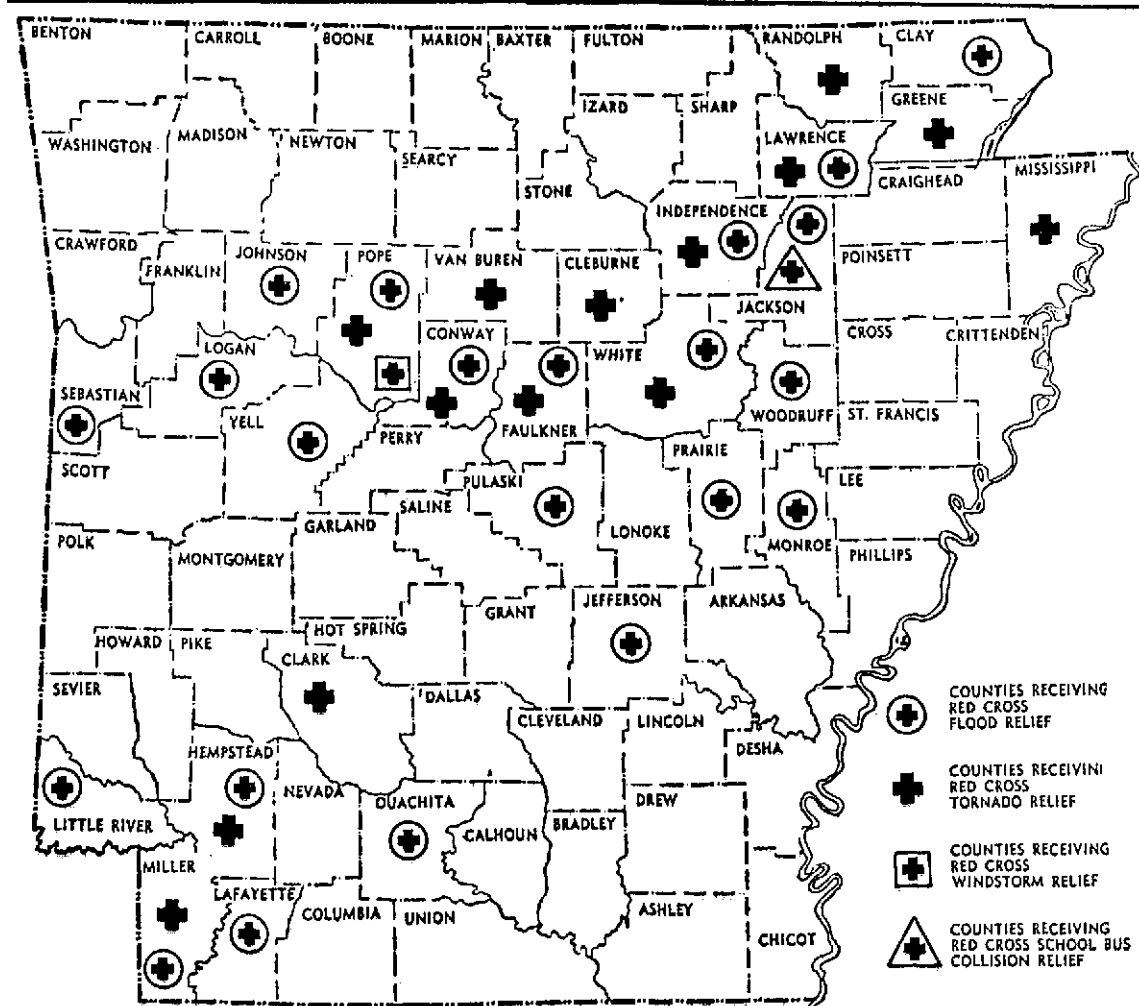 BENTON
CARROLL
BOONE
MARION
BAXTER
FULTON
RANDOLPH
CLAY
IZARD
SHARP
GREENE
WASHINGTON
MADISON
NEWTON
SEARCY
STONE
LAWRENCE
CRAIGHEAD
MISSISSIPPI
INDEPENDENCE
CRAWFORD
FRANKLIN
JOHNSON
POPE
VAN BUREN
CLEBURNE
JACKSON
POINSETT
LOGAN
CONWAY
WHITE
CROSS
CRITTENDEN
SEBASTIAN
YELL
PERRY
FAULKNER
WOODRUFF
ST. FRANCIS
SCOTT
PULASKI
PRAIRIE
LEE
SALINE
GARLAND
LONOKE
MONROE
PHILLIPS
POLK
MONTGOMERY
GRANT
JEFFERSON
ARKANSAS
HOT SPRING
HOWARD
PIKE
CLARK
SEVIER
DALLAS
CLEVELAND
LINCOLN
DESHA
HEMPSTEAD
NEVADA
OUACHITA
CALHOUN
BRADLEY
DREW
LITTLE RIVER
MILLER
LAFAYETTE
COLUMBIA
UNION
ASHLEY
CHICOT
COUNTIES RECEIVING
RED CROSS
FLOOD RELIEF
COUNTIES RECEIVINI
RED CROSS
TORNADO RELIEF
COUNTIES RECEIVING
RED CROSS
WINDSTORM RELIEF
COUNTIES RECEIVING
RED CROSS SCHOOL BUS
COLLISION RELIEF